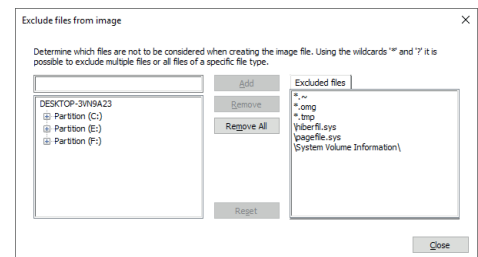 Exclude files from image
Determine which files are not to be considered when creating the image file. Using the wildcards '*' and '?' it is
possible to exclude multiple files or all files of a specific file type.
Add
Excluded files
DESKTOP-3VN9A23
Partition (C:)
Partition (E:)
Partition (F:)
Remove
Remove All
Reset
*.~
*.omg
*.tmp
\hiberfil.sys
\pagefile.sys
\System Volume Information\
Close